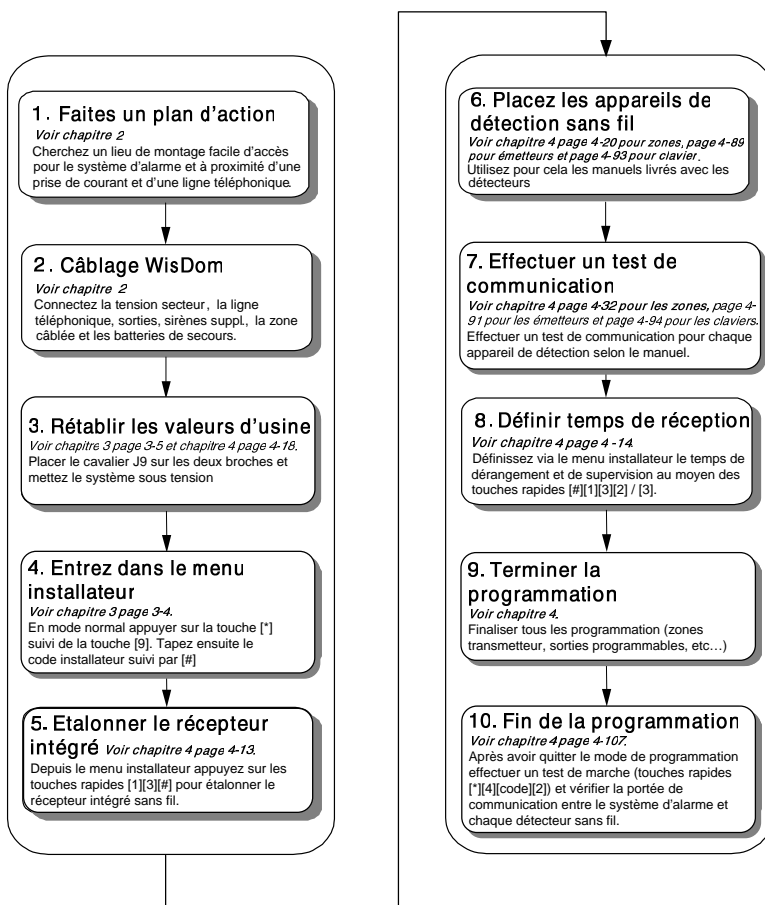 1. Faites un plan d'action
Voir chapitre 2
Cherchez un lieu de montage facile d'accès
pour le système d'alarme et à proximité d'une
prise de courant et d'une ligne téléphonique.
2. Câblage WisDom
Voir chapitre 2
Connectez la tension secteur, la ligne
téléphonique, sorties, sirènes suppl., la zone
câblée et les batteries de secours.
3. Rétablir les valeurs d'usine
Voir chapitre 3 page 3-5 et chapitre 4 page 4-18.
Placer le cavalier J9 sur les deux broches et
mettez le système sous tension
4. Entrez dans le menu
installateur
Voir chapitre 3 page 3-4.
En mode normal appuyer sur la touche [*]
suivi de la touche [9]. Tapez ensuite le
code installateur suivi par [#]
5. Etalonner le récepteur
intégré Voir chapitre 4 page 4-13.
Depuis le menu installateur appuyez sur les
touches rapides [1][3][#] pour étalonner le
récepteur intégré sans fil.
6. Placez les appareils de
détection sans fil
Voir chapitre 4 page 4-20 pour zones, page 4-89
pour émetteurs et page 4-93 pour clavier.
Utilisez pour cela les manuels livrés avec les
détecteurs
7. Effectuer un test de
communication
Voir chapitre 4 page 4-32 pour les zones, page 4-
91 pour les émetteurs et page 4-94 pour les claviers.
Effectuer un test de communication pour chaque
appareil de détection selon le manuel.
8. Définir temps de réception
Voir chapitre 4 page 4 -14.
Définissez via le menu installateur le temps de
dérangement et de supervision au moyen des
touches rapides [#][1][3][2] / [3].
9. Terminer la
programmation
Voir chapitre 4.
Finaliser tous les programmation (zones
transmetteur, sorties programmables, etc…)
10. Fin de la programmation
Voir chapitre 4 page 4-107.
Après avoir quitter le mode de programmation
effectuer un test de marche (touches rapides
[*][4][code][2]) et vérifier la portée de
communication entre le système d'alarme et
chaque détecteur sans fil.